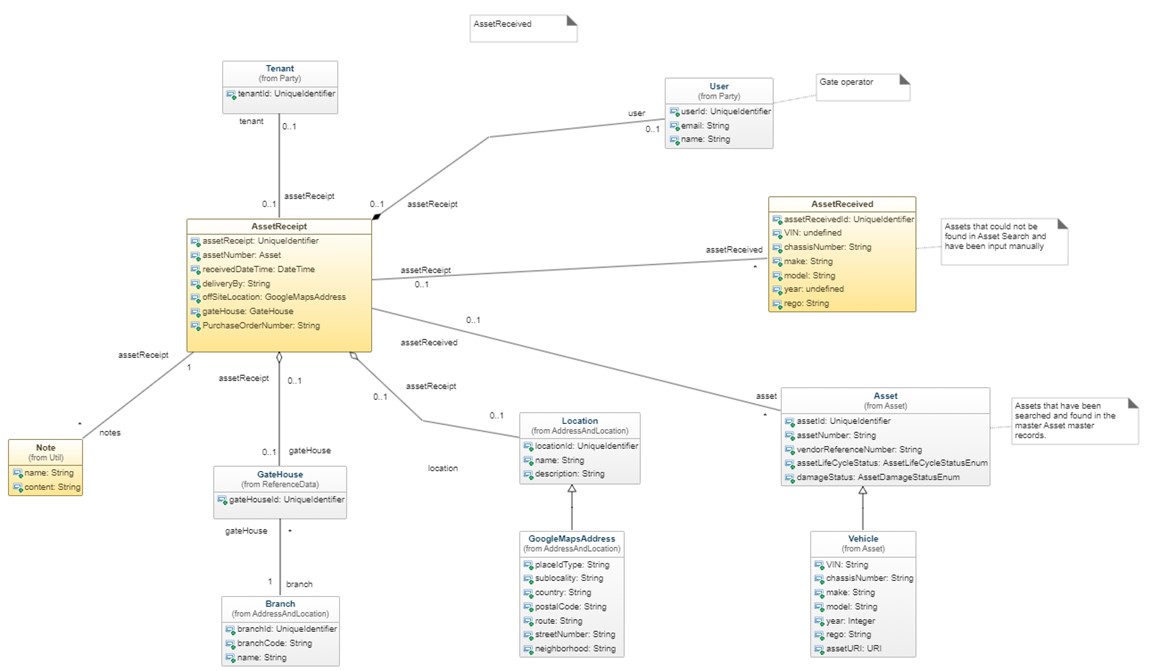 AssetReceived
Tenant
(from Party)
tenantId: UniqueIdentifier
tenant
0..1
0..1
assetReceipt
User
(from Party)
userId: UniqueIdentifier
email: String
name: String
Gate operator
user
0..1
0..1
assetReceipt
AssetReceipt
assetReceipt: UniqueIdentifier
assetNumber: Asset
receivedDateTime: DateTime
deliveryBy: String
offSiteLocation: GoogleMapsAddress
gateHouse: GateHouse
PurchaseOrderNumber: String
AssetReceived
assetReceivedId: UniqueIdentifier
VIN: undefined
chassisNumber: String
make: String
model: String
year: undefined
rego: String
Assets that could not be
found in Asset Search and
have been input manually
assetReceived
*
assetReceipt
0..1
0..1
assetReceived
asset
*
assetReceipt
1
*
notes
Note
(from Util)
name: String
content: String
assetReceipt
0..1
0..1
gateHouse
GateHouse
(from ReferenceData)
gateHouseId: UniqueIdentifier
gateHouse
*
1
branch
Branch
(from AddressAndLocation)
branchId: UniqueIdentifier
branchCode: String
name: String
assetReceipt
0..1
0..1
location
Location
(from AddressAndLocation)
locationId: UniqueIdentifier
name: String
description: String
GoogleMapsAddress
(from AddressAndLocation)
placeIdType: String
sublocality: String
country: String
postalCode: String
route: String
streetNumber: String
neighborhood: String
Asset
(from Asset)
assetId: UniqueIdentifier
assetNumber: String
vendorReferenceNumber: String
assetLifeCycleStatus: AssetLifeCycleStatusEnum
damageStatus: AssetDamageStatusEnum
Assets that have been
searched and found in the
master Asset master
records.
Vehicle
(from Asset)
VIN: String
chassisNumber: String
make: String
model: String
year: Integer
rego: String
assetURI: URI